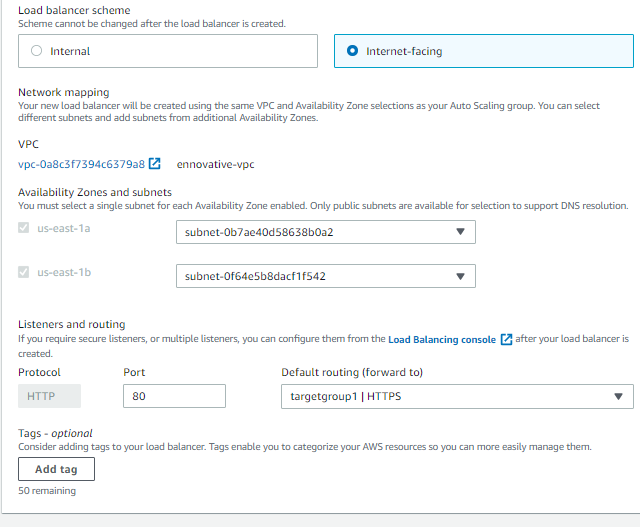 Load balancer scheme
Scheme cannot be changed after the load balancer is created.
Internal
Internet-facing
Network mapping
Your new load balancer will be created using the same VPC and Availability Zone selections as your Auto Scaling group. You can select
different subnets and add subnets from additional Availability Zones.
VPC
vpc-0a8c3f7394c6379a8 ennovative-vpc
Availability Zones and subnets
You must select a single subnet for each Availability Zone enabled. Only public subnets are available for selection to support DNS resolution.
us-east-1a
subnet-0b7ae40d58638b0a2
us-east-1b
subnet-0f64e5b8dacf1f542
Listeners and routing
If you require secure listeners, or multiple listeners, you can configure them from the Load Balancing console after your load balancer is
created.
Protocol Port Default routing (forward to)
HTTP 80 targetgroup1 | HTTPS
Tags - optional
Consider adding tags to your load balancer. Tags enable you to categorize your AWS resources so you can more easily manage them.
Add tag
50 remaining